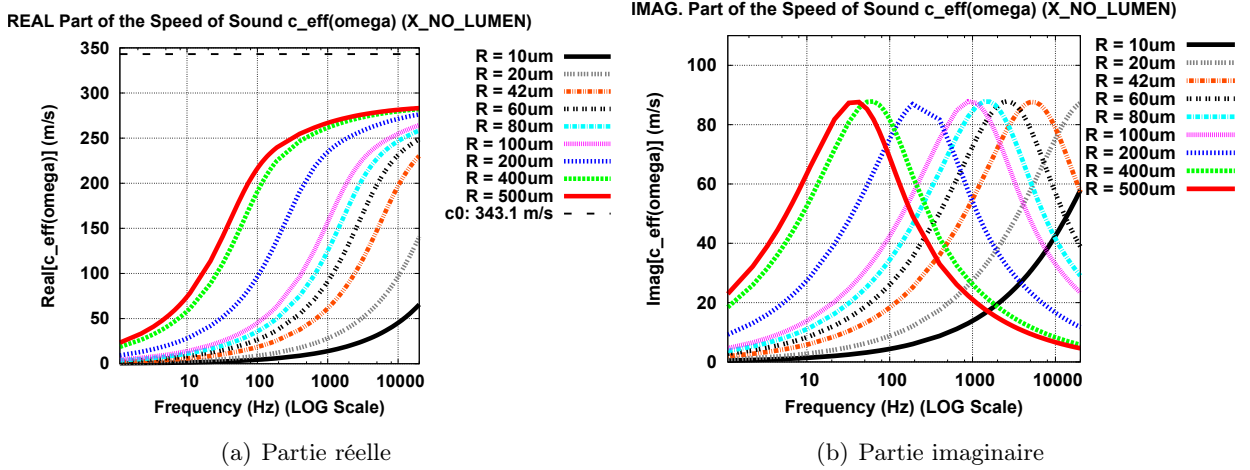 REAL Part of the Speed of Sound c_eff(omega) (X_NO_LUMEN)
Real[c_eff(omega)] (m/s)
350
300
250
200
150
100
50
0
10
100
1000
10000
Frequency (Hz) (LOG Scale)
R = 10um
R = 20um
R = 42um
R = 60um
R = 80um
R = 100um
R = 200um
R = 400um
R = 500um
c0: 343.1 m/s
(a) Partie réelle
IMAG. Part of the Speed of Sound c_eff(omega) (X_NO_LUMEN)
Imag[c_eff(omega)] (m/s)
100
80
60
40
20
0
10
100
1000
10000
Frequency (Hz) (LOG Scale)
R = 10um
R = 20um
R = 42um
R = 60um
R = 80um
R = 100um
R = 200um
R = 400um
R = 500um
(b) Partie imaginaire